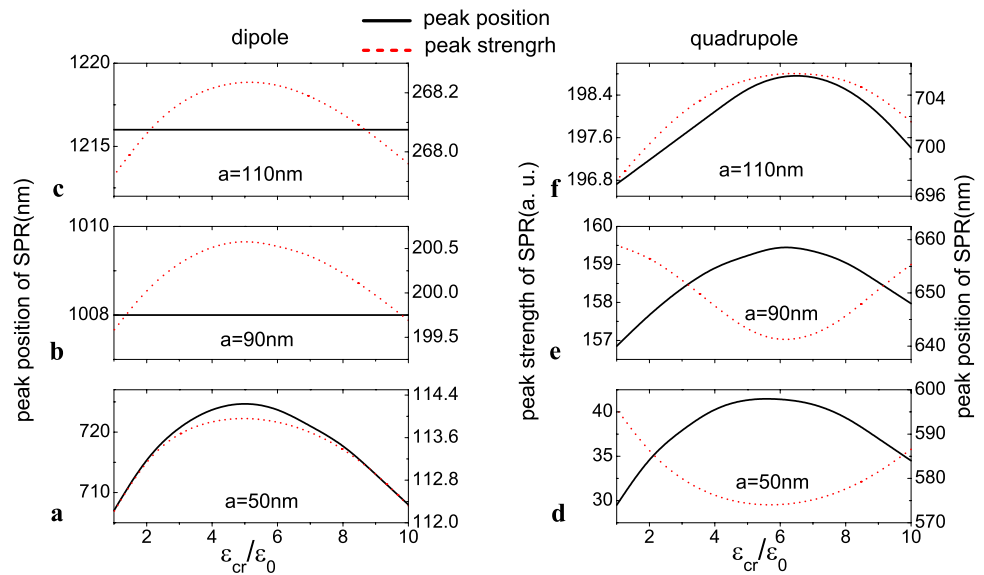 peak position
peak strengrh
dipole
quadrupole
peak position of SPR(nm)
1220
1215
268.2
268.0
a=110nm
c
1010
1008
200.5
200.0
199.5
a=90nm
b
720
710
114.4
113.6
112.8
112.0
a=50nm
a
2 4 6 8 10
εcr/ε0
peak strength of SPR(a. u.)
198.4
197.6
196.8
704
700
696
a=110nm
f
160
159
158
157
660
650
640
a=90nm
e
40
35
30
600
590
580
570
a=50nm
d
2 4 6 8 10
εcr/ε0
peak position of SPR(nm)